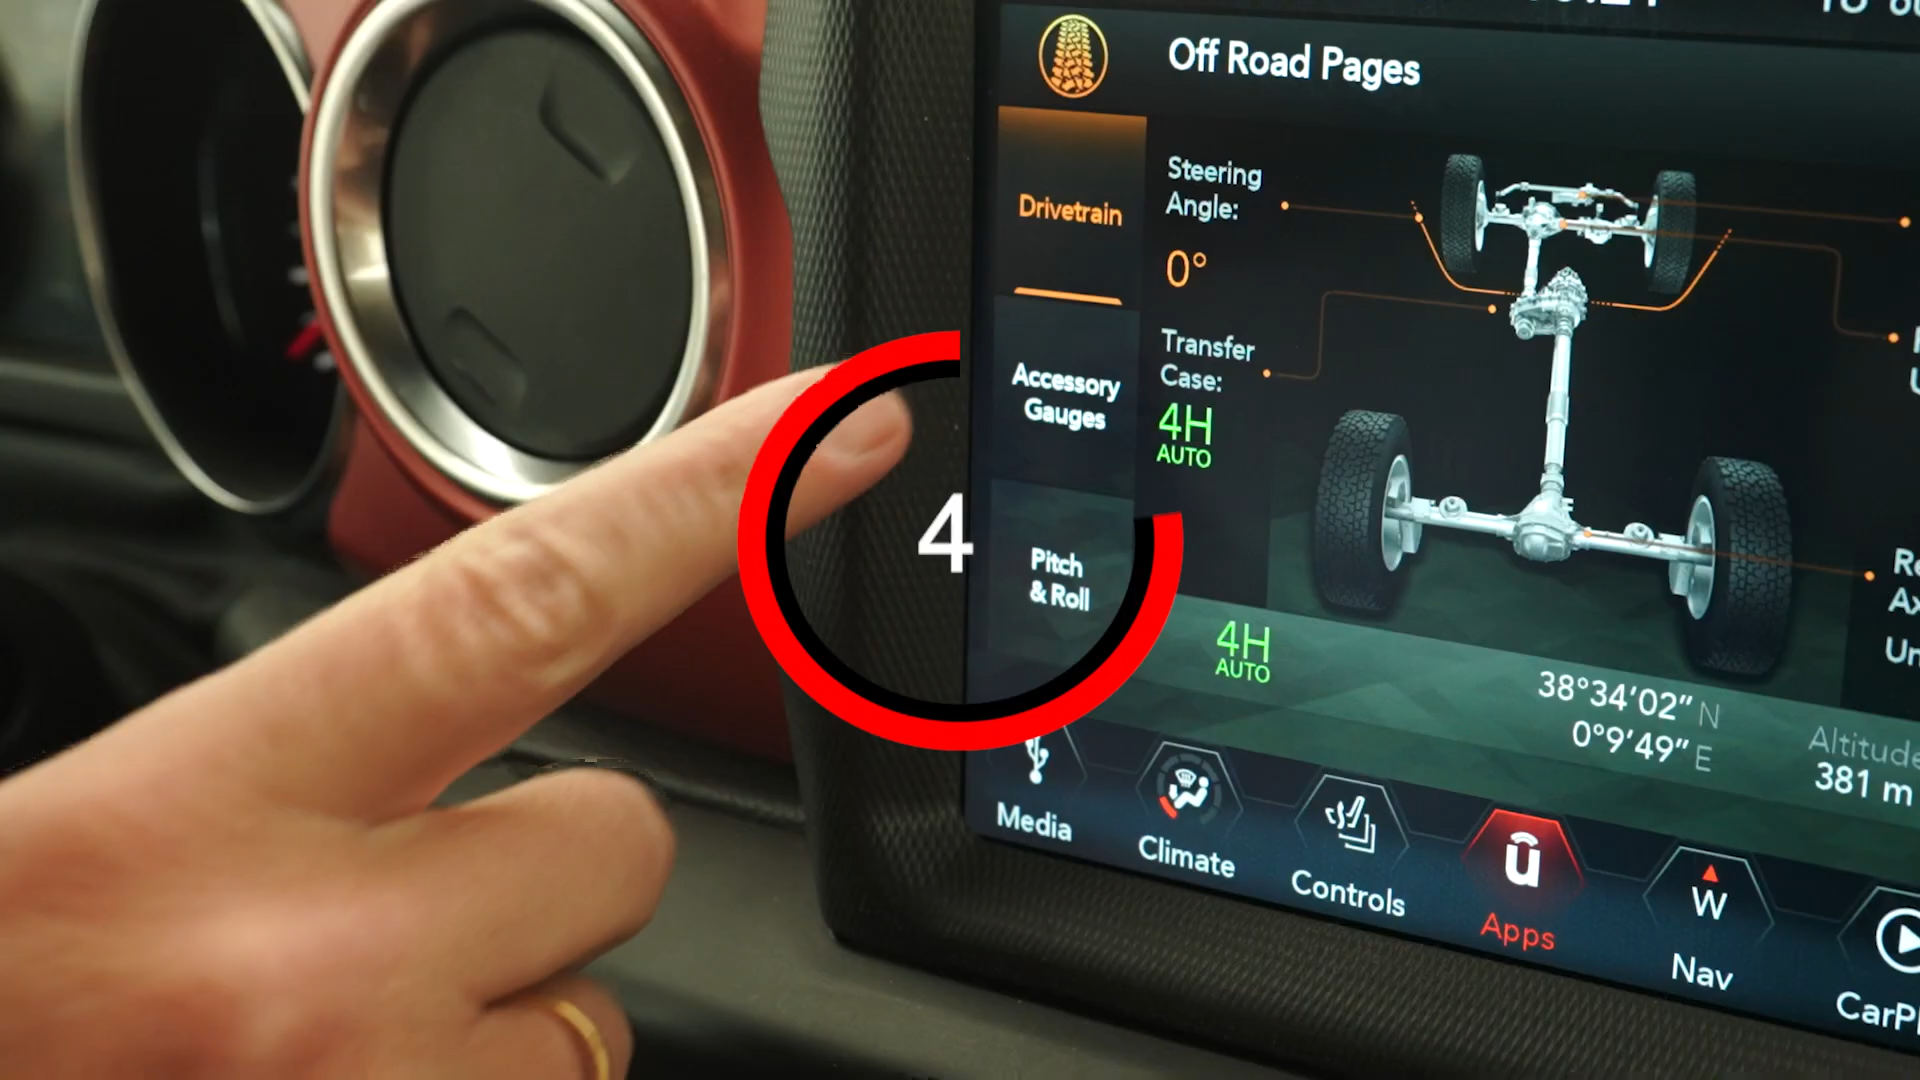 Off Road Pages
Drivetrain
Steering
Angle:
0°
Transfer
Case:
4H
AUTO
Accessory
Gauges
4
Pitch
& Roll
4H
AUTO
38°34'02" N
0°9'49" E
Altitude
381 m
Media
Climate
Controls
Apps
W
Nav